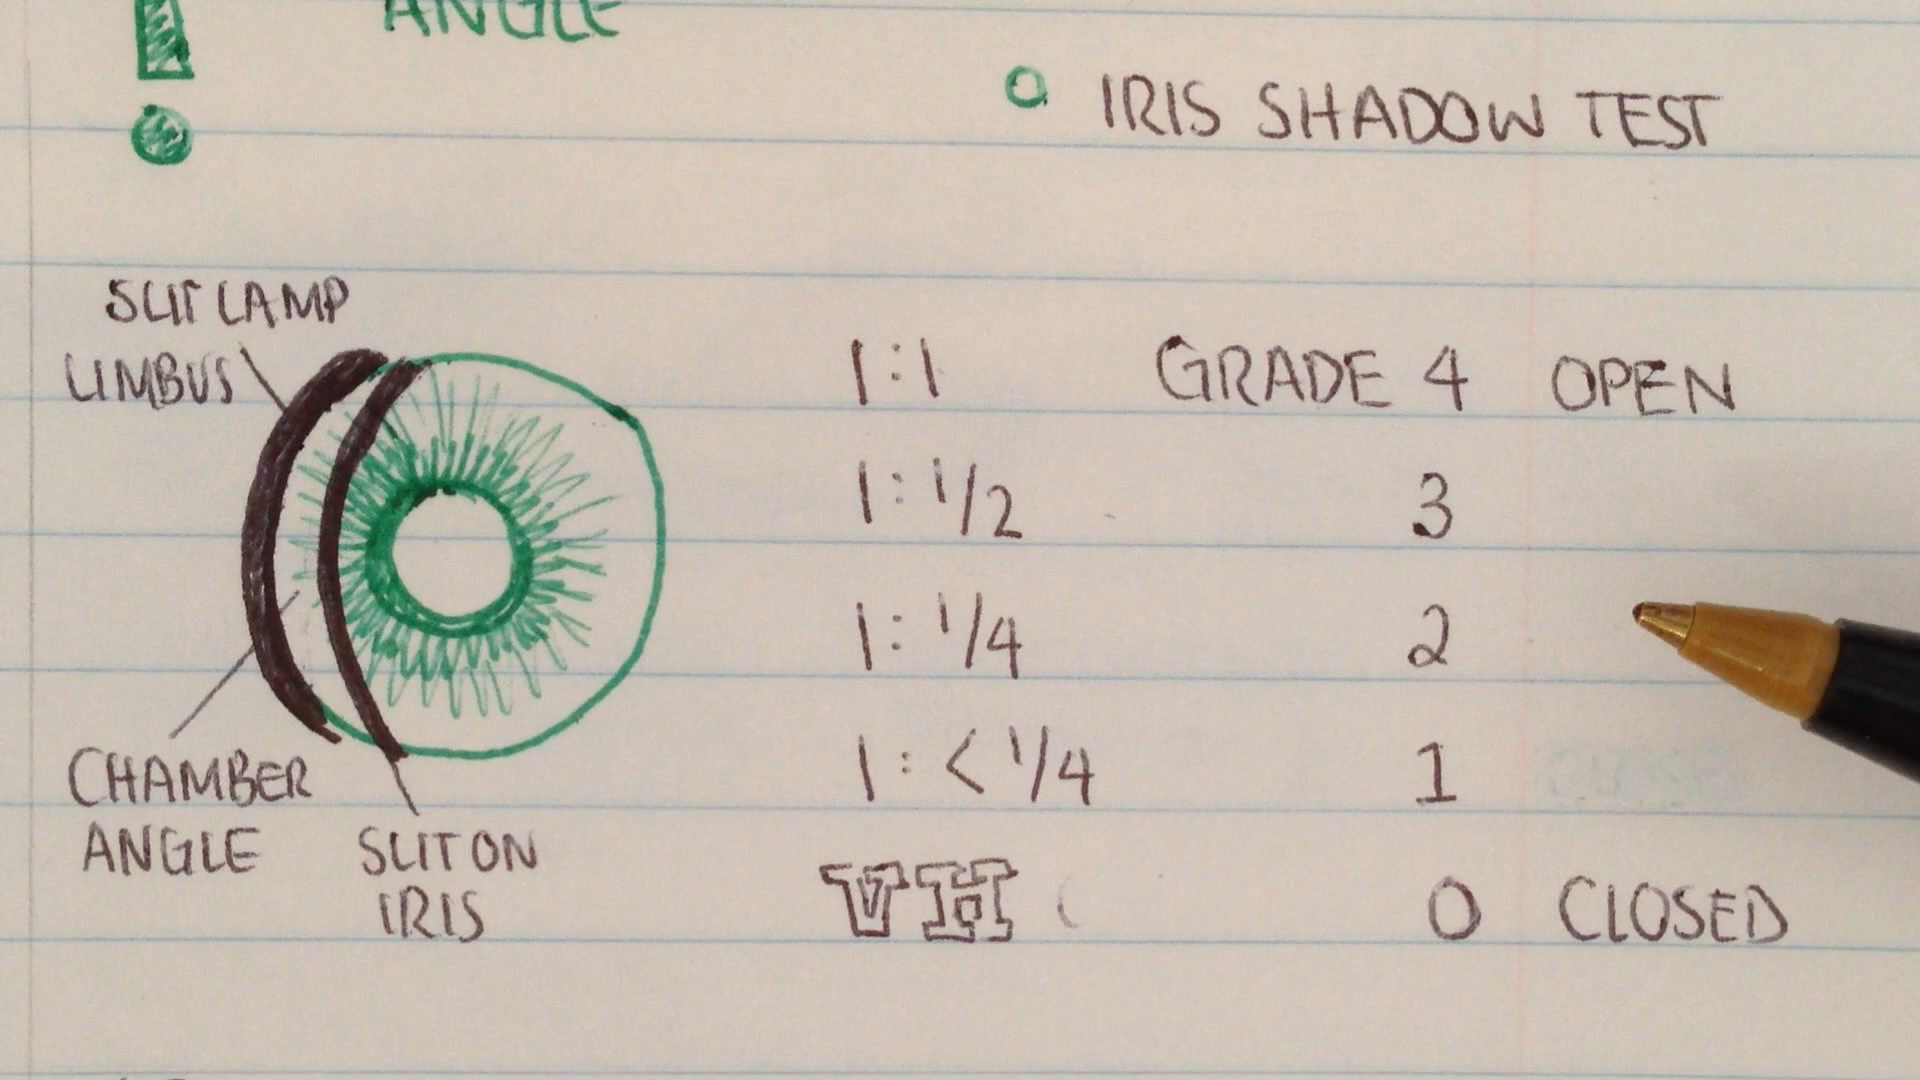 ANGLE
IRIS SHADOW TEST
SLIT LAMP
LIMBUS
1:1 GRADE 4 OPEN
1: 1/2 3
1: 1/4 2
1: < 1/4 1
CHAMBER
ANGLE
SLIT ON
IRIS
VH 0 CLOSED